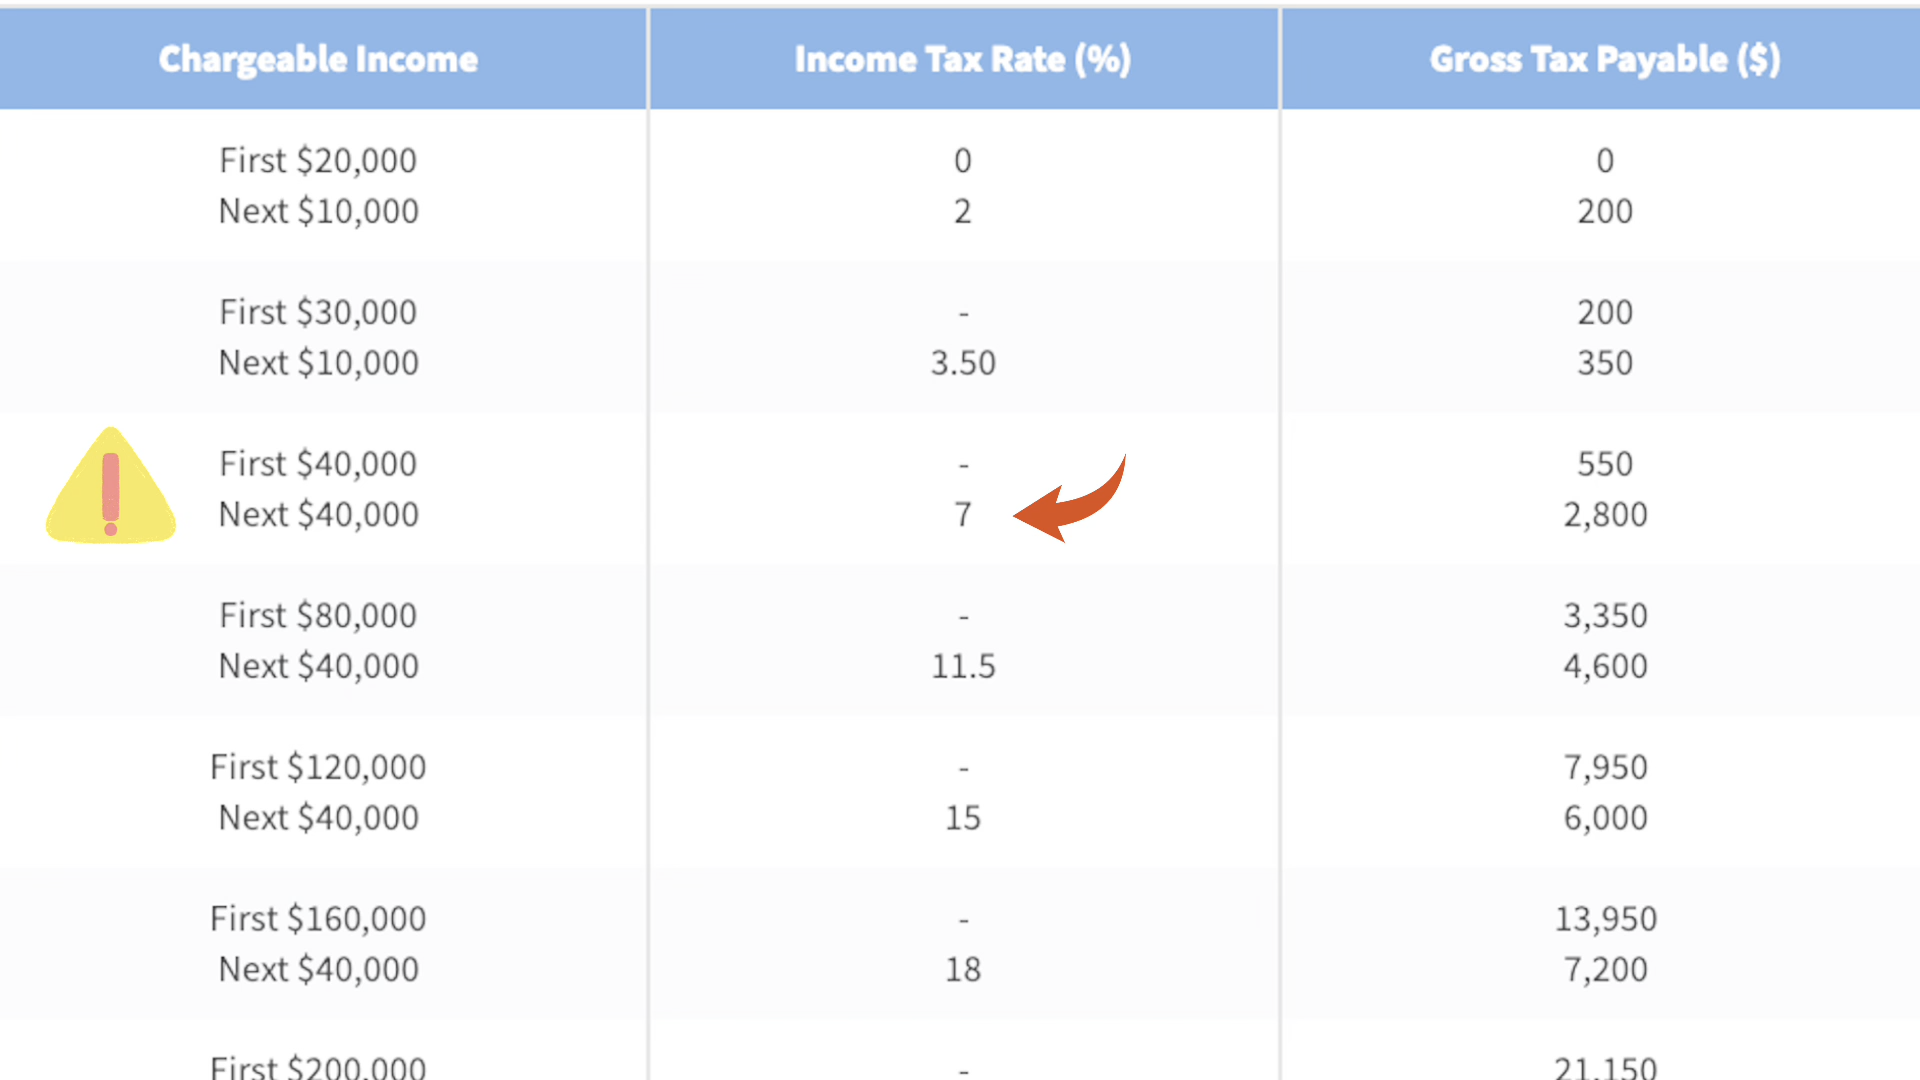 Chargeable Income Income Tax Rate (%) Gross Tax Payable ($)
First $20,000 0 0
Next $10,000 2 200
First $30,000 - 200
Next $10,000 3.50 350
First $40,000 - 550
Next $40,000 7 2,800
First $80,000 - 3,350
Next $40,000 11.5 4,600
First $120,000 - 7,950
Next $40,000 15 6,000
First $160,000 - 13,950
Next $40,000 18 7,200
First $200,000 - 21,150